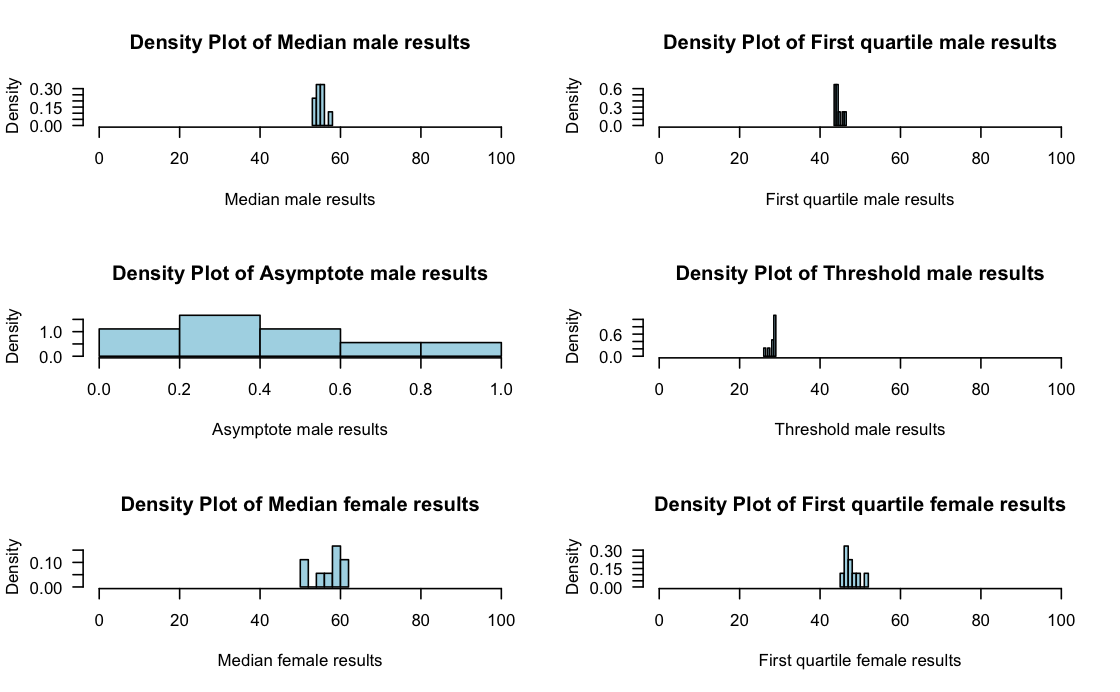 Density Plot of Median male results
Density
0.30
0.15
0.00
0 20 40 60 80 100
Median male results
Density Plot of First quartile male results
Density
0.6
0.3
0.0
0 20 40 60 80 100
First quartile male results
Density Plot of Asymptote male results
Density
1.0
0.0
0.0 0.2 0.4 0.6 0.8 1.0
Asymptote male results
Density Plot of Threshold male results
Density
0.6
0.0
0 20 40 60 80 100
Threshold male results
Density Plot of Median female results
Density
0.10
0.00
0 20 40 60 80 100
Median female results
Density Plot of First quartile female results
Density
0.30
0.15
0.00
0 20 40 60 80 100
First quartile female results